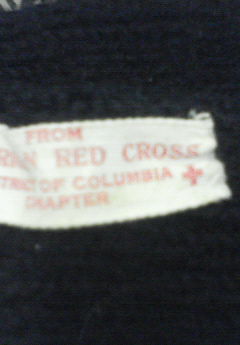 FROM
RED CROSS
OF COLUMBIA
CHAPTER